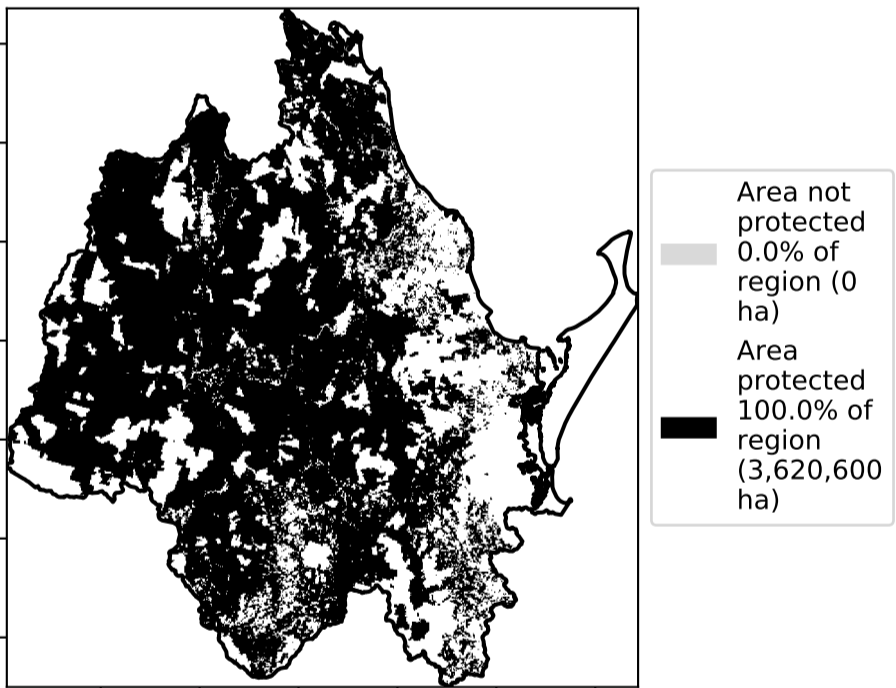 Area not
protected
0.0% of
region (0
ha)
Area
protected
100.0% of
region
(3,620,600
ha)